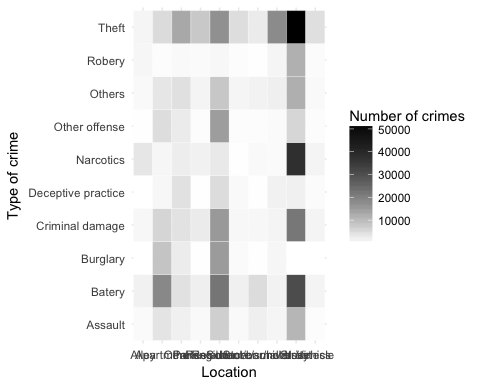 Theft
Robery
Others
Other offense
Narcotics
Deceptive practice
Criminal damage
Burglary
Batery
Assault
Type of crime
Location
Number of crimes
50000
40000
30000
20000
10000